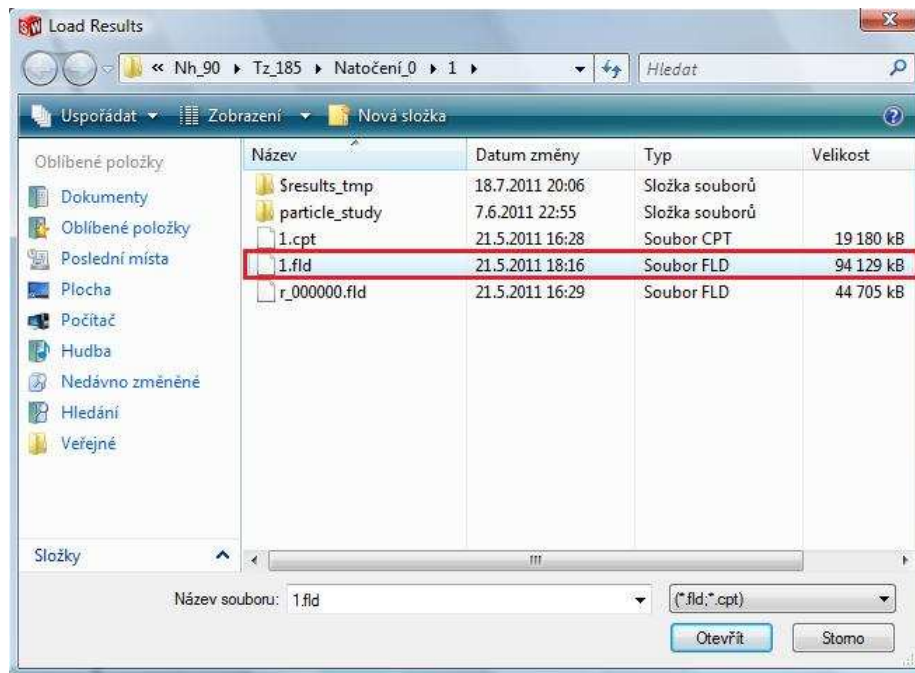 Load Results
« Nh_90 Tz_185 Natočení_0 1 Hledat
Uspořádat Zobrazení Nová složka
Oblíbené položky
Dokumenty
Oblíbené položky
Poslední místa
Plocha
Počítač
Hudba
Nedávno změněné
Hledání
Veřejné
Složky
Název Datum změny Typ Velikost
$results_tmp 18.7.2011 20:06 Složka souborů
particle_study 7.6.2011 22:55 Složka souborů
1.cpt 21.5.2011 16:28 Soubor CPT 19 180 kB
1.fld 21.5.2011 18:16 Soubor FLD 94 129 kB
r_000000.fld 21.5.2011 16:29 Soubor FLD 44 705 kB
Název souboru: 1.fld (*.fld;*.cpt)
Otevřít Storno